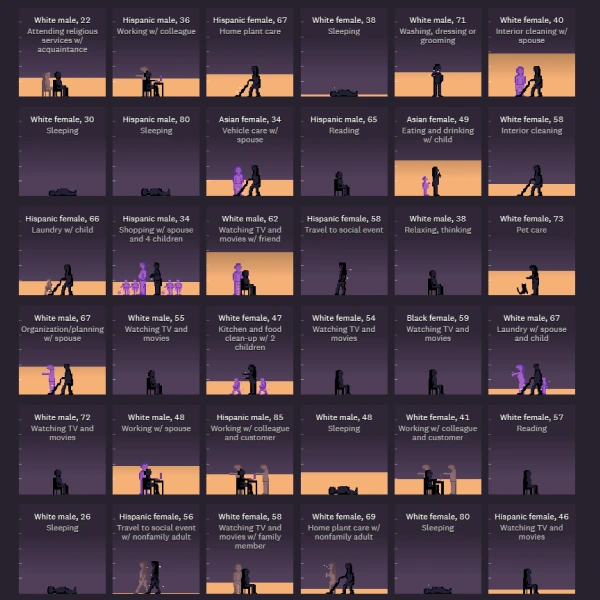 White male, 22
Attending religious
services w/
acquaintance
Hispanic male, 36
Working w/ colleague
Hispanic female, 67
Home plant care
White female, 38
Sleeping
White male, 71
Washing, dressing or
grooming
White female, 40
Interior cleaning w/
spouse
White female, 30
Sleeping
Hispanic male, 80
Sleeping
Asian female, 34
Vehicle care w/
spouse
Hispanic male, 65
Reading
Asian female, 49
Eating and drinking
w/ child
White female, 58
Interior cleaning
Hispanic female, 66
Laundry w/ child
Hispanic male, 34
Shopping w/ spouse
and 4 children
White male, 62
Watching TV and
movies w/ friend
Hispanic female, 58
Travel to social event
White male, 38
Relaxing, thinking
White female, 73
Pet care
White male, 67
Organization/planning
w/ spouse
White male, 55
Watching TV and
movies
White female, 47
Kitchen and food
clean-up w/ 2
children
White female, 54
Watching TV and
movies
Black female, 59
Watching TV and
movies
White male, 67
Laundry w/ spouse
and child
White male, 72
Watching TV and
movies
White male, 48
Working w/ spouse
Hispanic male, 85
Working w/ colleague
and customer
White male, 48
Sleeping
White female, 41
Working w/ colleague
and customer
White female, 57
Reading
White male, 26
Sleeping
Hispanic female, 56
Travel to social event
w/ nonfamily adult
White female, 58
Watching TV and
movies w/ family
member
White female, 69
Home plant care w/
nonfamily adult
White female, 80
Sleeping
Hispanic female, 46
Watching TV and
movies